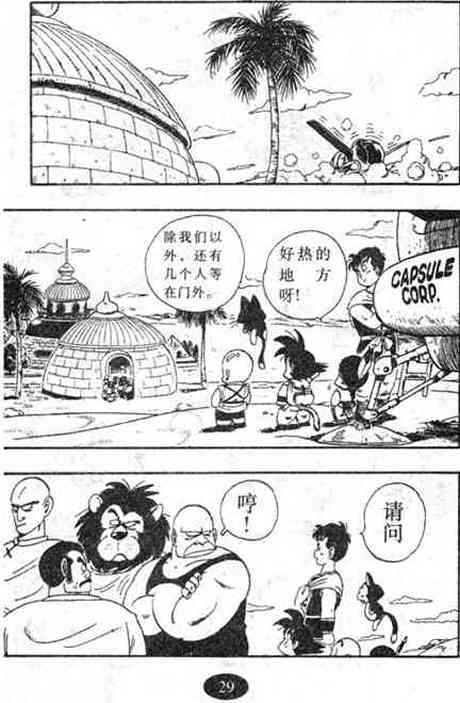 好热的
地方
呀！
除我们以
外，还有
几个人等
在门外。
CAPSULE
CORP.
请
问
哼
！
29